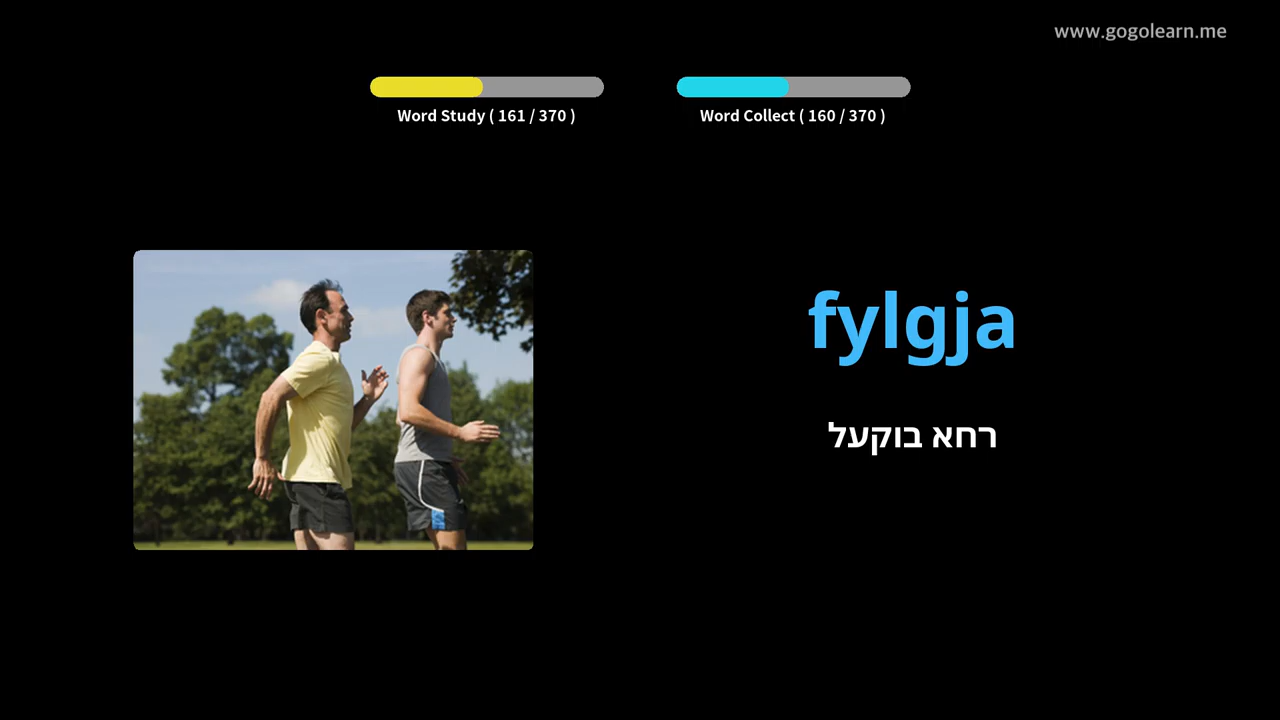 www.gogolearn.me
Word Study ( 161 / 370 )
Word Collect ( 160 / 370 )
fylgja
רחא בוקעל